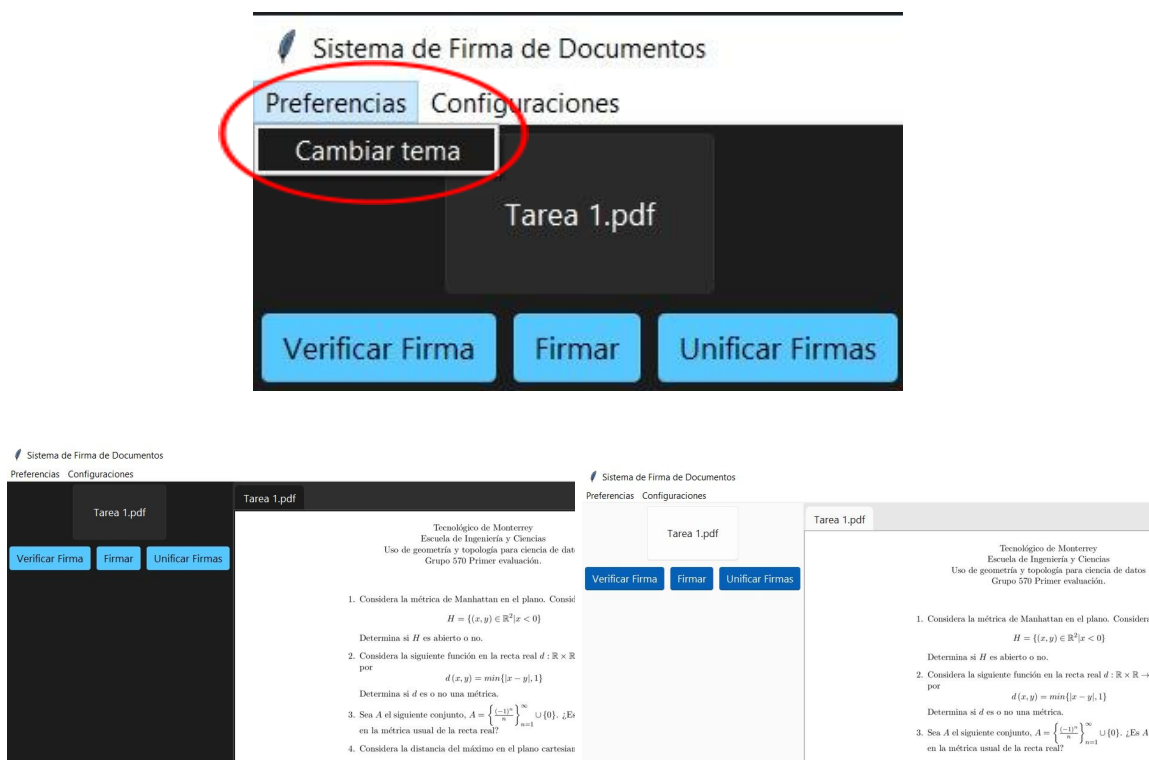 Sistema de Firma de Documentos
Preferencias Configuraciones
Cambiar tema
Tarea 1.pdf
Verificar Firma Firmar Unificar Firmas
Sistema de Firma de Documentos
Preferencias Configuraciones
Tarea 1.pdf
Verificar Firma Firmar Unificar Firmas
Tarea 1.pdf
Tecnológico de Monterrey
Escuela de Ingeniería y Ciencias
Uso de geometría y topología para ciencia de dat
Grupo 570 Primer evaluación.
1. Considera la métrica de Manhattan en el plano. Consid
H = {(x, y) ∈ ℝ²|x < 0}
Determina si H es abierto o no.
2. Considera la siguiente función en la recta real d : ℝ × ℝ
por
d (x, y) = min{|x − y|, 1}
Determina si d es o no una métrica.
3. Sea A el siguiente conjunto, A = {(−1)ⁿ/n}∞n=1 ∪ {0}. ¿Es
en la métrica usual de la recta real?
4. Considera la distancia del máximo en el plano cartesian
Sistema de Firma de Documentos
Preferencias Configuraciones
Tarea 1.pdf
Verificar Firma Firmar Unificar Firmas
Tarea 1.pdf
Tecnológico de Monterrey
Escuela de Ingeniería y Ciencias
Uso de geometría y topología para ciencia de datos
Grupo 570 Primer evaluación.
1. Considera la métrica de Manhattan en el plano. Considera
H = {(x, y) ∈ ℝ²|x < 0}
Determina si H es abierto o no.
2. Considera la siguiente función en la recta real d : ℝ × ℝ →
por
d (x, y) = min{|x − y|, 1}
Determina si d es o no una métrica.
3. Sea A el siguiente conjunto, A = {(−1)ⁿ/n}∞n=1 ∪ {0}. ¿Es A
en la métrica usual de la recta real?